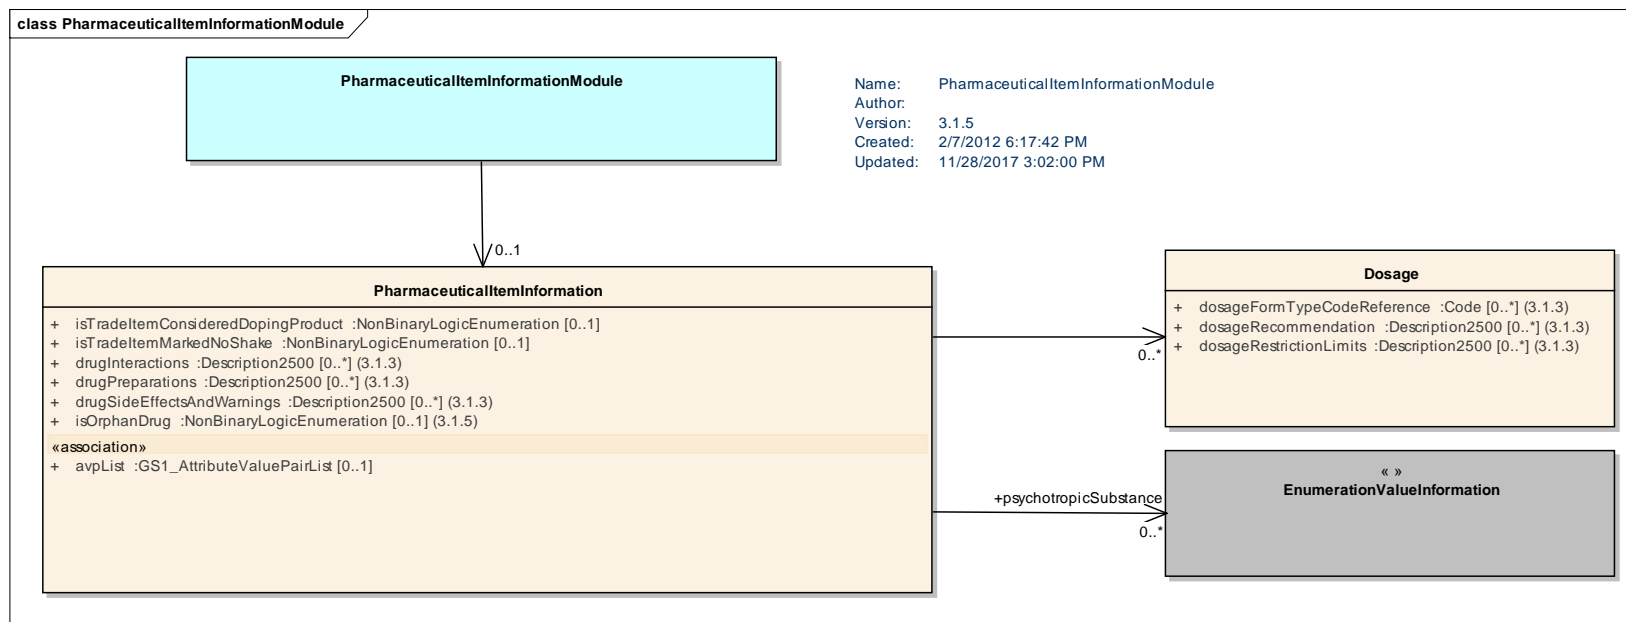 class PharmaceuticalItemInformationModule
PharmaceuticalItemInformationModule
Name: PharmaceuticalItemInformationModule
Author:
Version: 3.1.5
Created: 2/7/2012 6:17:42 PM
Updated: 11/28/2017 3:02:00 PM
0..1
PharmaceuticalItemInformation
+ isTradeItemConsideredDopingProduct :NonBinaryLogicEnumeration [0..1]
+ isTradeItemMarkedNoShake :NonBinaryLogicEnumeration [0..1]
+ drugInteractions :Description2500 [0..*] (3.1.3)
+ drugPreparations :Description2500 [0..*] (3.1.3)
+ drugSideEffectsAndWarnings :Description2500 [0..*] (3.1.3)
+ isOrphanDrug :NonBinaryLogicEnumeration [0..1] (3.1.5)
«association»
+ avpList :GS1_AttributeValuePairList [0..1]
0..*
Dosage
+ dosageFormTypeCodeReference :Code [0..*] (3.1.3)
+ dosageRecommendation :Description2500 [0..*] (3.1.3)
+ dosageRestrictionLimits :Description2500 [0..*] (3.1.3)
+psychotropicSubstance
0..*
« »
EnumerationValueInformation